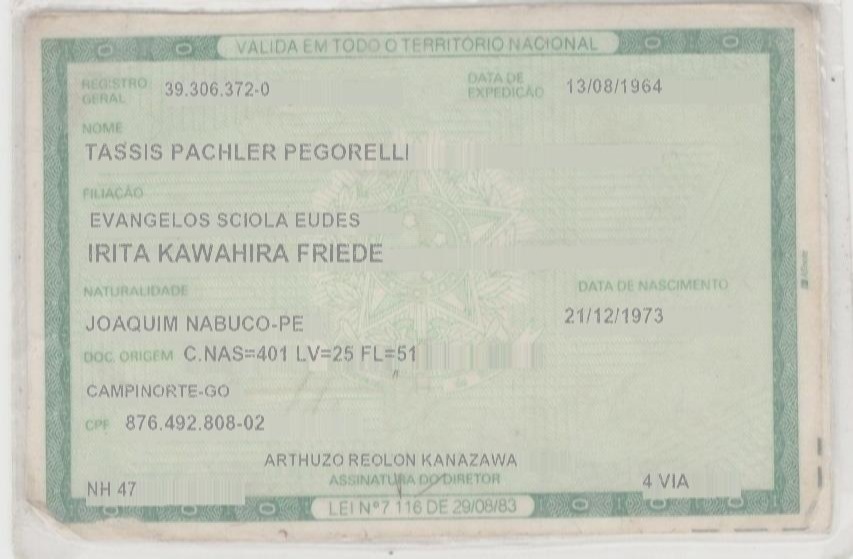 VÁLIDA EM TODO O TERRITÓRIO NACIONAL
REGISTRO GERAL 39.306.372-0 DATA DE EXPEDIÇÃO 13/08/1964
NOME
TASSIS PACHLER PEGORELLI
FILIAÇÃO
EVANGELOS SCIOLA EUDES
IRITA KAWAHIRA FRIEDE
NATURALIDADE DATA DE NASCIMENTO
JOAQUIM NABUCO-PE 21/12/1973
DOC. ORIGEM C.NAS=401 LV=25 FL=51
CAMPINORTE-GO
CPF 876.492.808-02
ARTHUZO REOLON KANAZAWA
ASSINATURA DO DIRETOR
NH 47 4 VIA
LEI Nº 7 116 DE 29/08/83